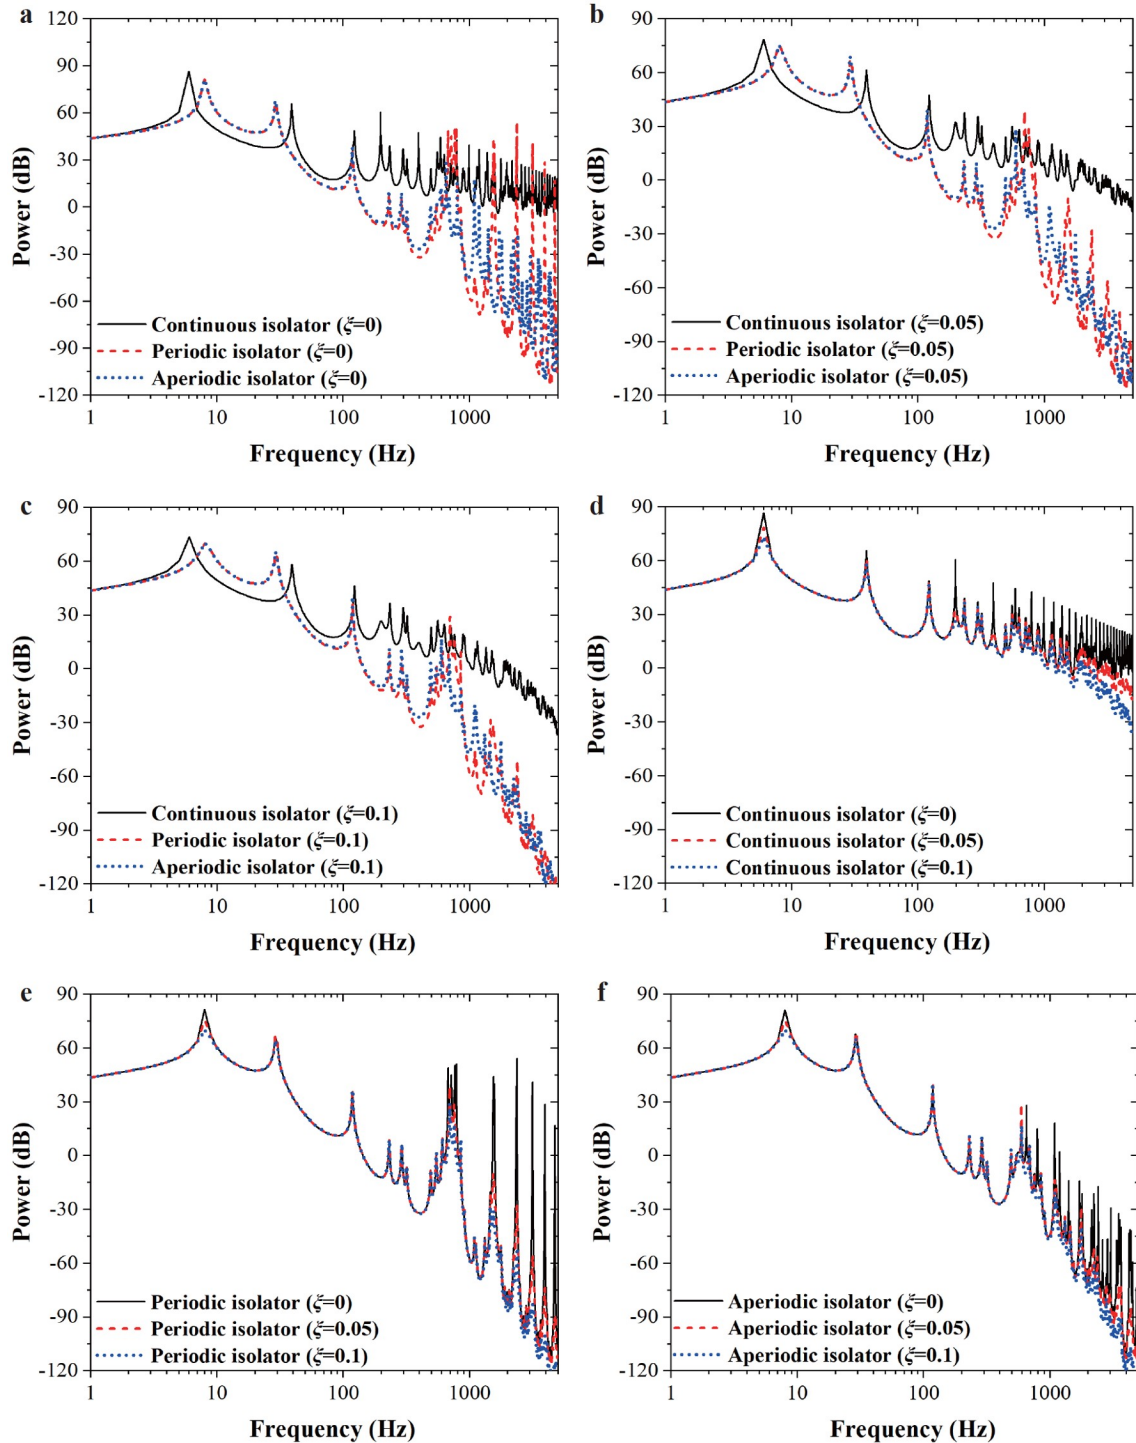 a
120
90
60
30
0
-30
-60
-90
-120
Power (dB)
Continuous isolator (ξ=0)
Periodic isolator (ξ=0)
Aperiodic isolator (ξ=0)
1 10 100 1000
Frequency (Hz)
b
90
60
30
0
-30
-60
-90
-120
Power (dB)
Continuous isolator (ξ=0.05)
Periodic isolator (ξ=0.05)
Aperiodic isolator (ξ=0.05)
1 10 100 1000
Frequency (Hz)
c
90
60
30
0
-30
-60
-90
-120
Power (dB)
Continuous isolator (ξ=0.1)
Periodic isolator (ξ=0.1)
Aperiodic isolator (ξ=0.1)
1 10 100 1000
Frequency (Hz)
d
90
60
30
0
-30
-60
-90
-120
Power (dB)
Continuous isolator (ξ=0)
Continuous isolator (ξ=0.05)
Continuous isolator (ξ=0.1)
1 10 100 1000
Frequency (Hz)
e
90
60
30
0
-30
-60
-90
-120
Power (dB)
Periodic isolator (ξ=0)
Periodic isolator (ξ=0.05)
Periodic isolator (ξ=0.1)
1 10 100 1000
Frequency (Hz)
f
90
60
30
0
-30
-60
-90
-120
Power (dB)
Aperiodic isolator (ξ=0)
Aperiodic isolator (ξ=0.05)
Aperiodic isolator (ξ=0.1)
1 10 100 1000
Frequency (Hz)